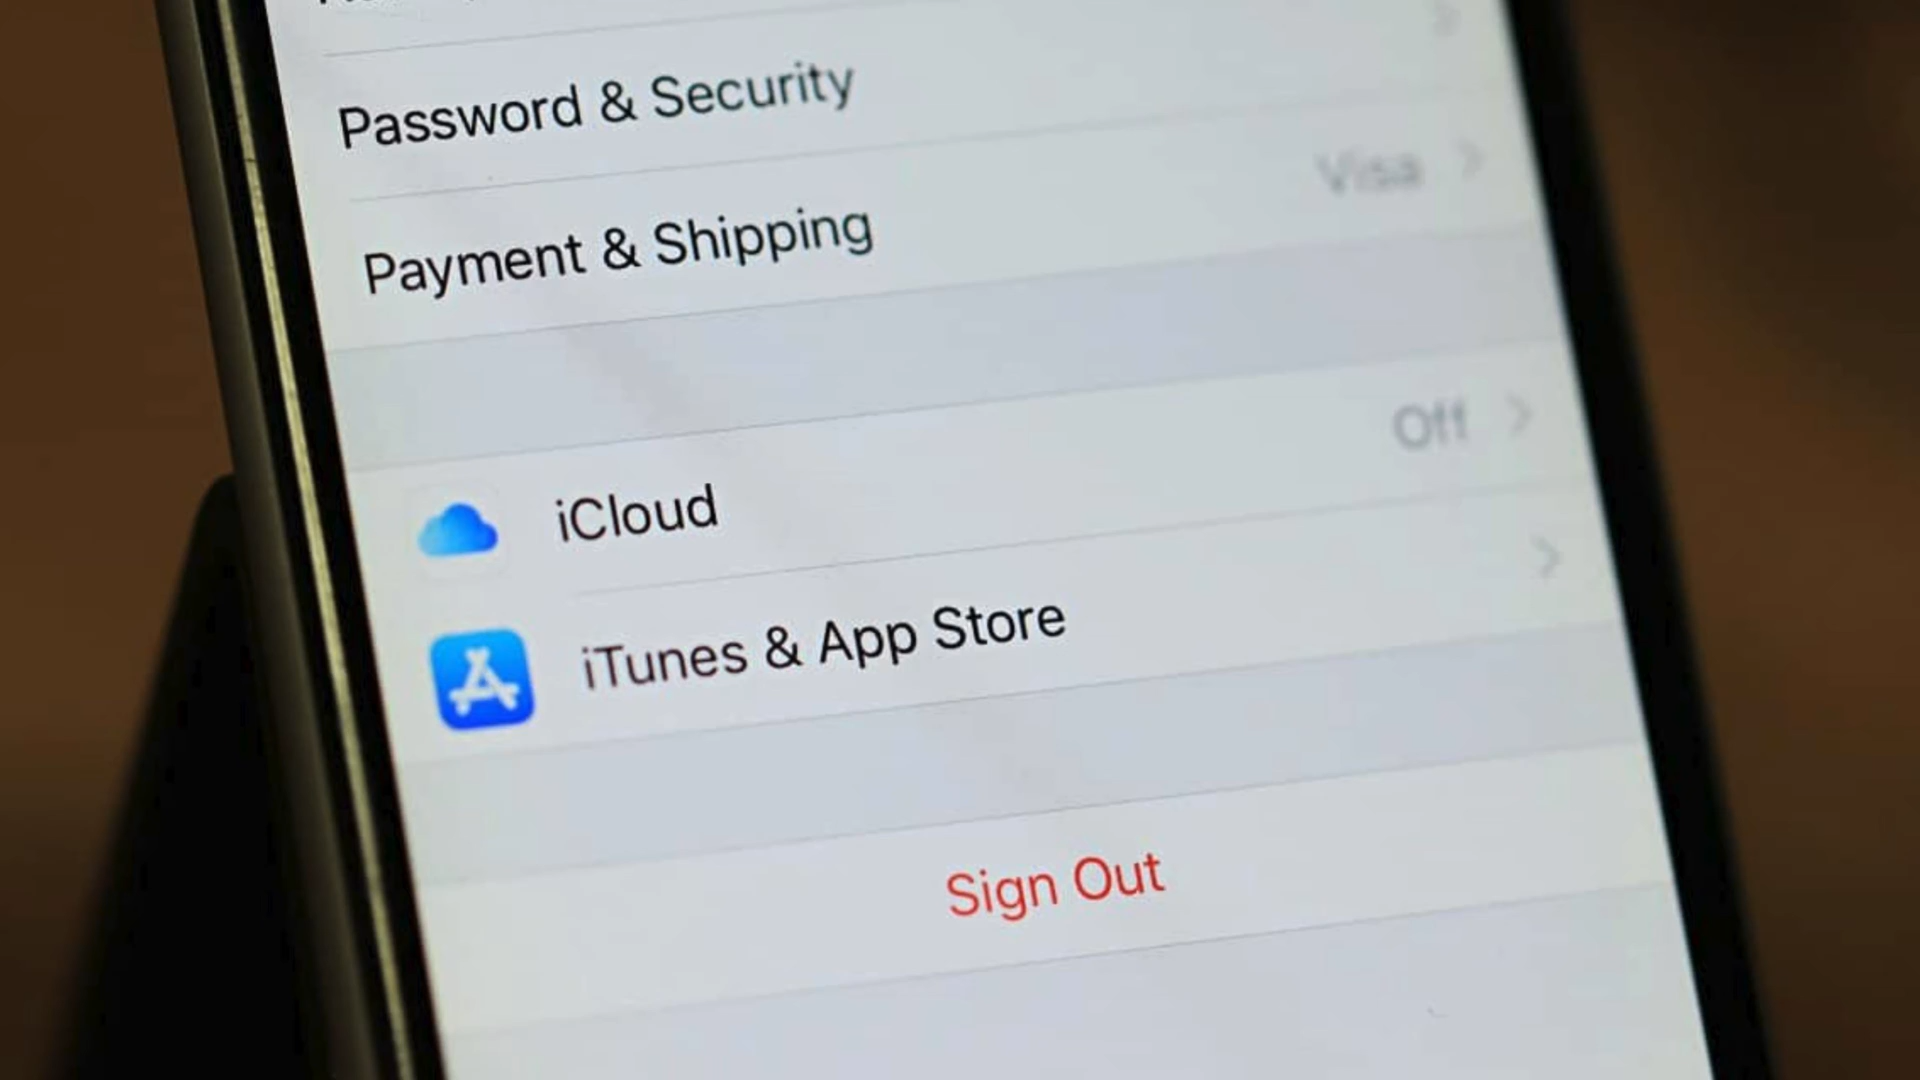 Password & Security
Payment & Shipping Visa
iCloud Off
iTunes & App Store
Sign Out